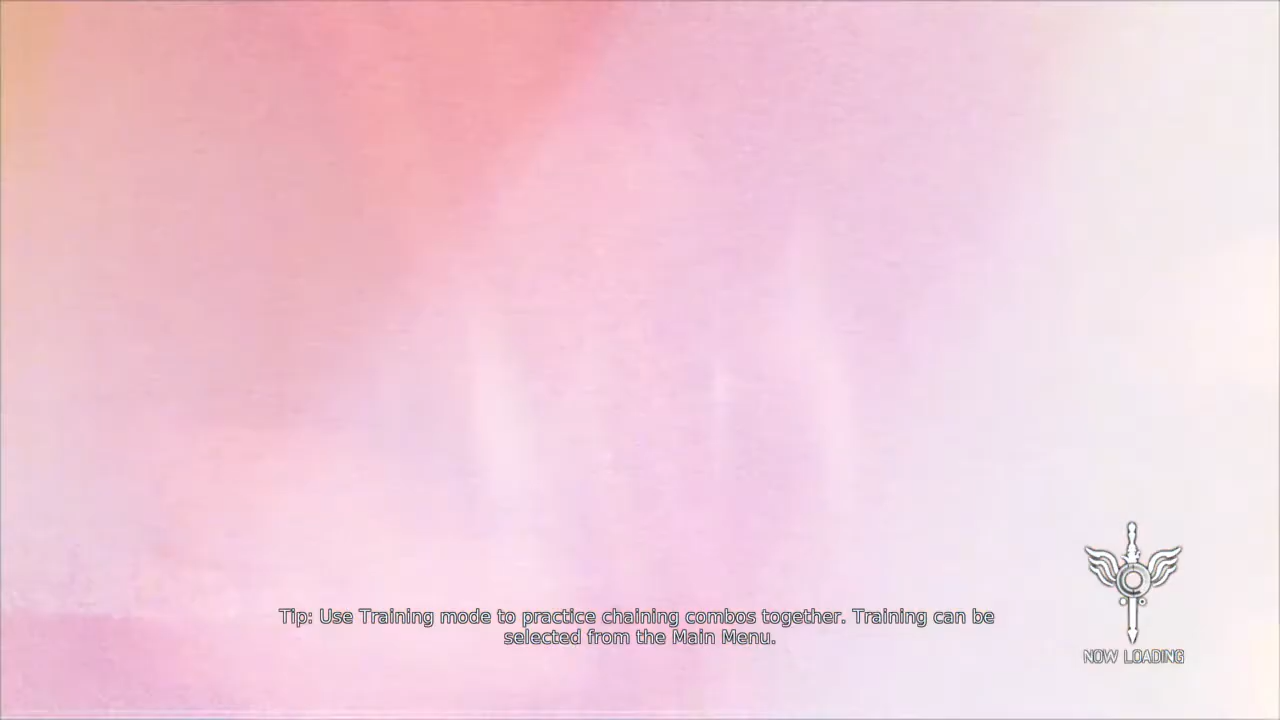 Tip: Use Training mode to practice chaining combos together. Training can be
selected from the Main Menu.
NOW LOADING